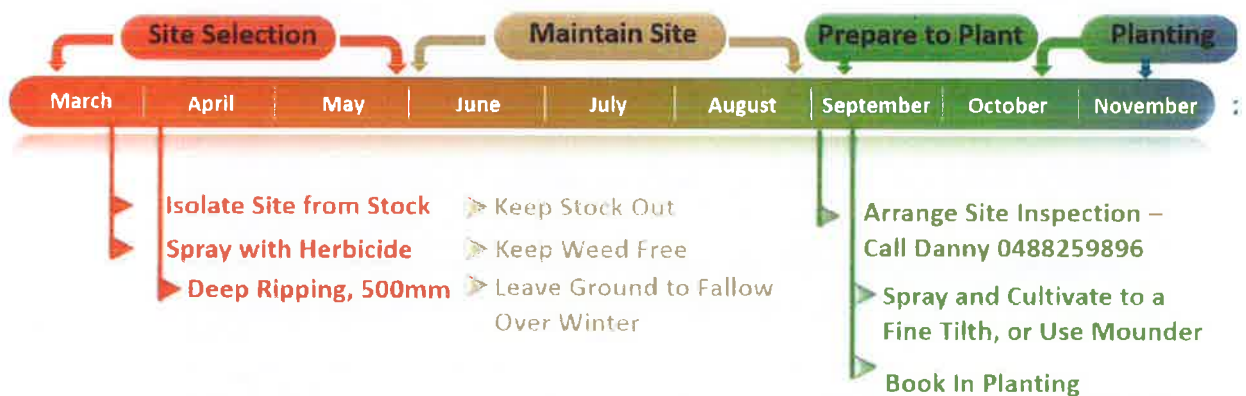 Site Selection
Maintain Site
Prepare to Plant
Planting
March
April
May
June
July
August
September
October
November
Isolate Site from Stock
Spray with Herbicide
Deep Ripping, 500mm
Keep Stock Out
Keep Weed Free
Leave Ground to Fallow
Over Winter
Arrange Site Inspection –
Call Danny 0488259896
Spray and Cultivate to a
Fine Tilth, or Use Mounder
Book In Planting